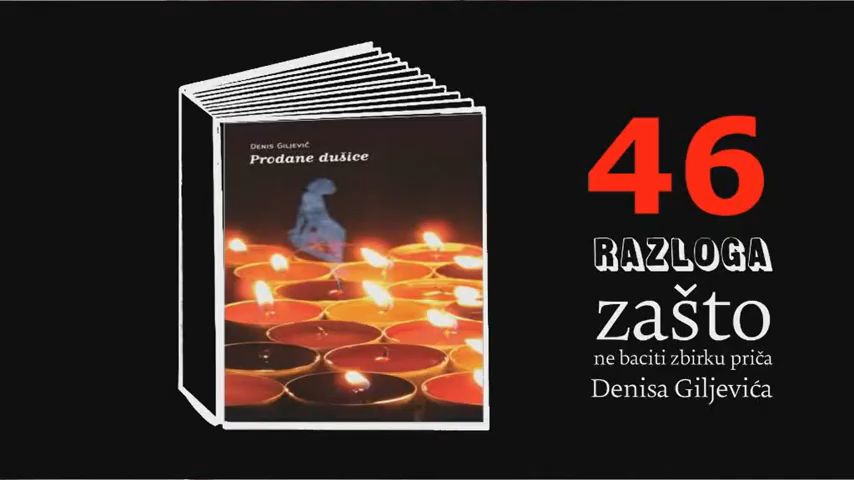 Denis Giljević
Prodane dušice
46
RAZLOGA
zašto
ne baciti zbirku priča
Denisa Giljevića